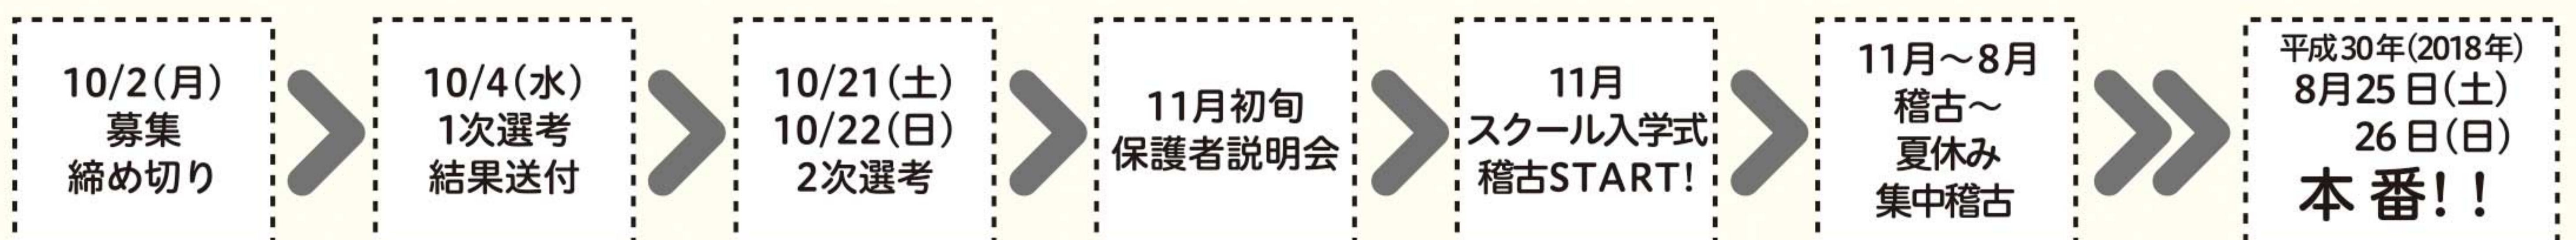 10/2(月)
募集
締め切り
10/4(水)
1次選考
結果送付
10/21(土)
10/22(日)
2次選考
11月初旬
保護者説明会
11月
スクール入学式
稽古START!
11月〜8月
稽古〜
夏休み
集中稽古
平成30年(2018年)
8月25日(土)
26日(日)
本番!!